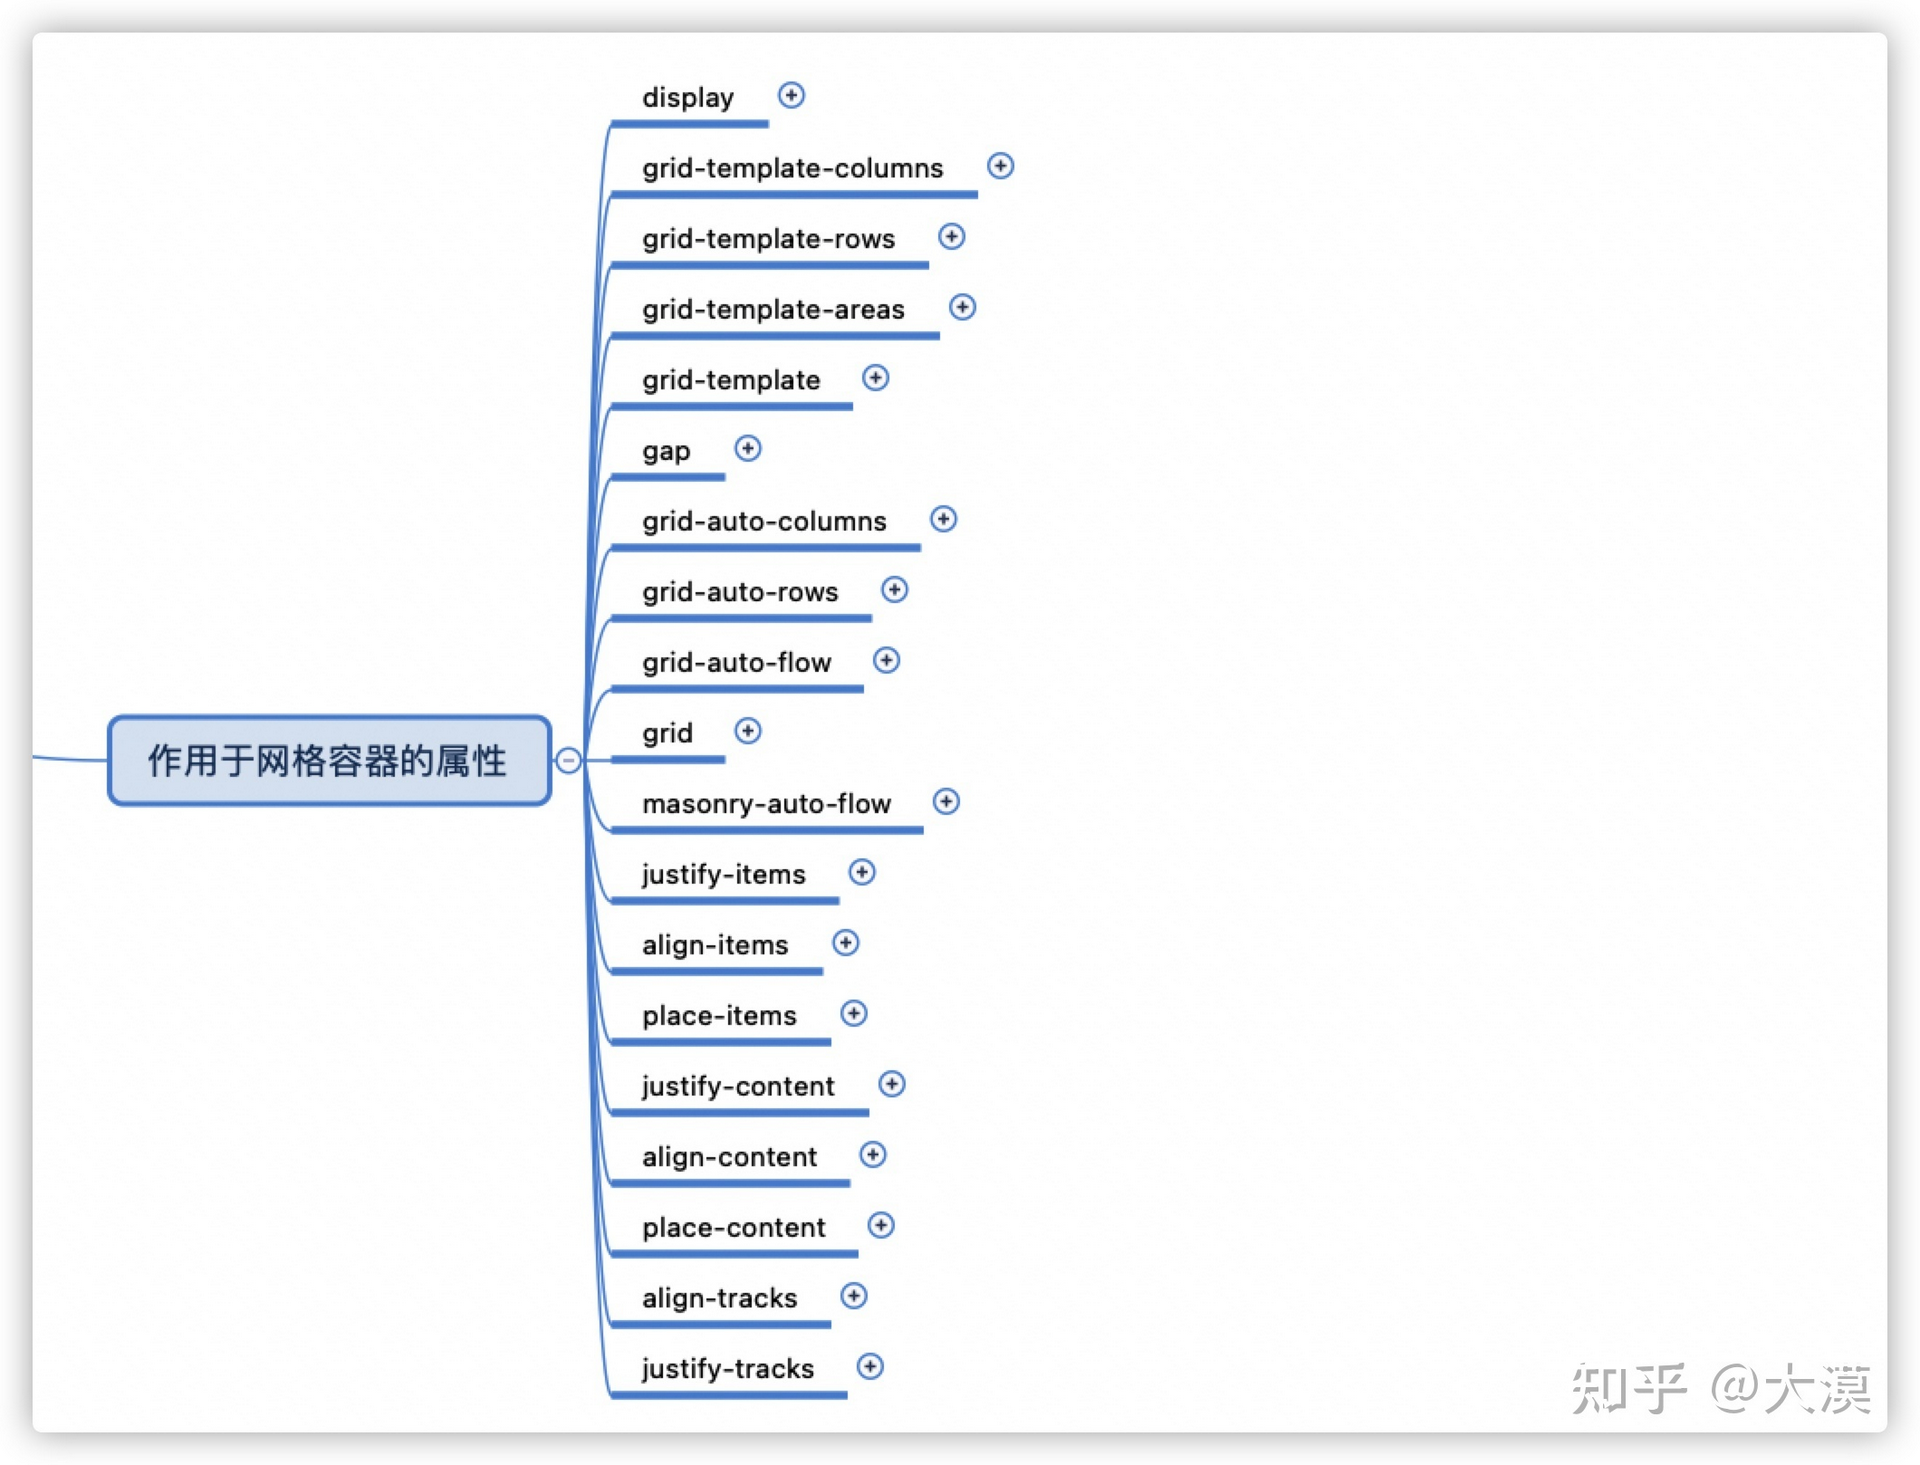 display
grid-template-columns
grid-template-rows
grid-template-areas
grid-template
gap
grid-auto-columns
grid-auto-rows
grid-auto-flow
grid
作用于网格容器的属性
masonry-auto-flow
justify-items
align-items
place-items
justify-content
align-content
place-content
align-tracks
justify-tracks
知乎 @大漠